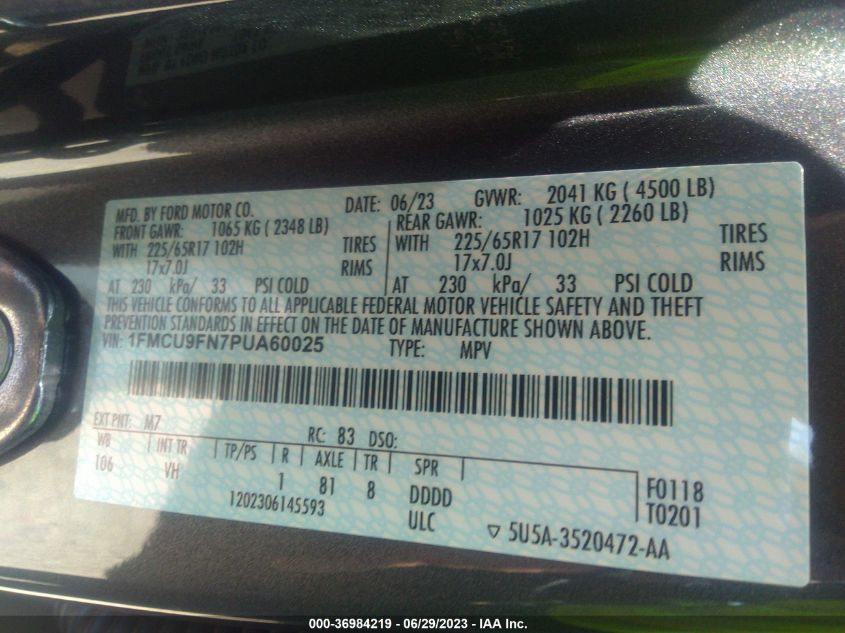 MFD. BY FORD MOTOR CO. DATE: 06/23 GVWR: 2041 KG ( 4500 LB)
FRONT GAWR: 1065 KG ( 2348 LB) REAR GAWR: 1025 KG ( 2260 LB)
WITH 225/65R17 102H TIRES WITH 225/65R17 102H TIRES
17x7.0J RIMS 17x7.0J RIMS
AT 230 kPa/ 33 PSI COLD AT 230 kPa/ 33 PSI COLD
THIS VEHICLE CONFORMS TO ALL APPLICABLE FEDERAL MOTOR VEHICLE SAFETY AND THEFT
PREVENTION STANDARDS IN EFFECT ON THE DATE OF MANUFACTURE SHOWN ABOVE.
VIN: 1FMCU9FN7PUA60025 TYPE: MPV
EXT PNT: M7 RC: 83 DSO:
WB INT TR TP/PS R AXLE TR SPR
106 VH 1 81 8 DDDD F0118
1202306145593 ULC T0201
▽ 5U5A-3520472-AA
000-36984219 - 06/29/2023 - IAA Inc.